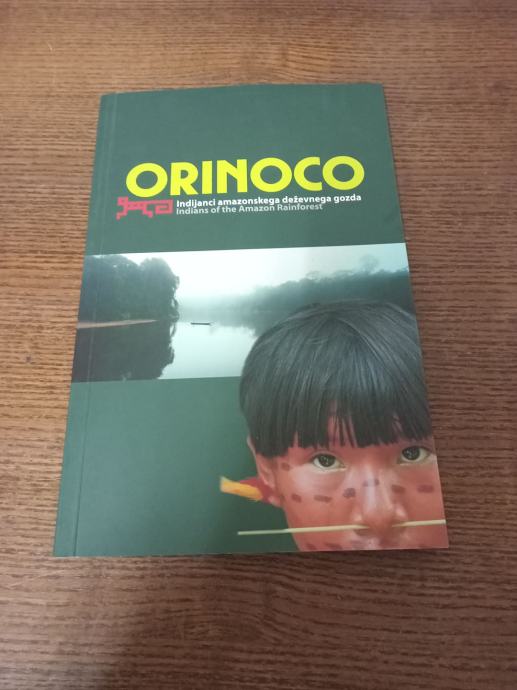 ORINOCO
Indijanci amazonskega deževnega gozda
Indians of the Amazon Rainforest